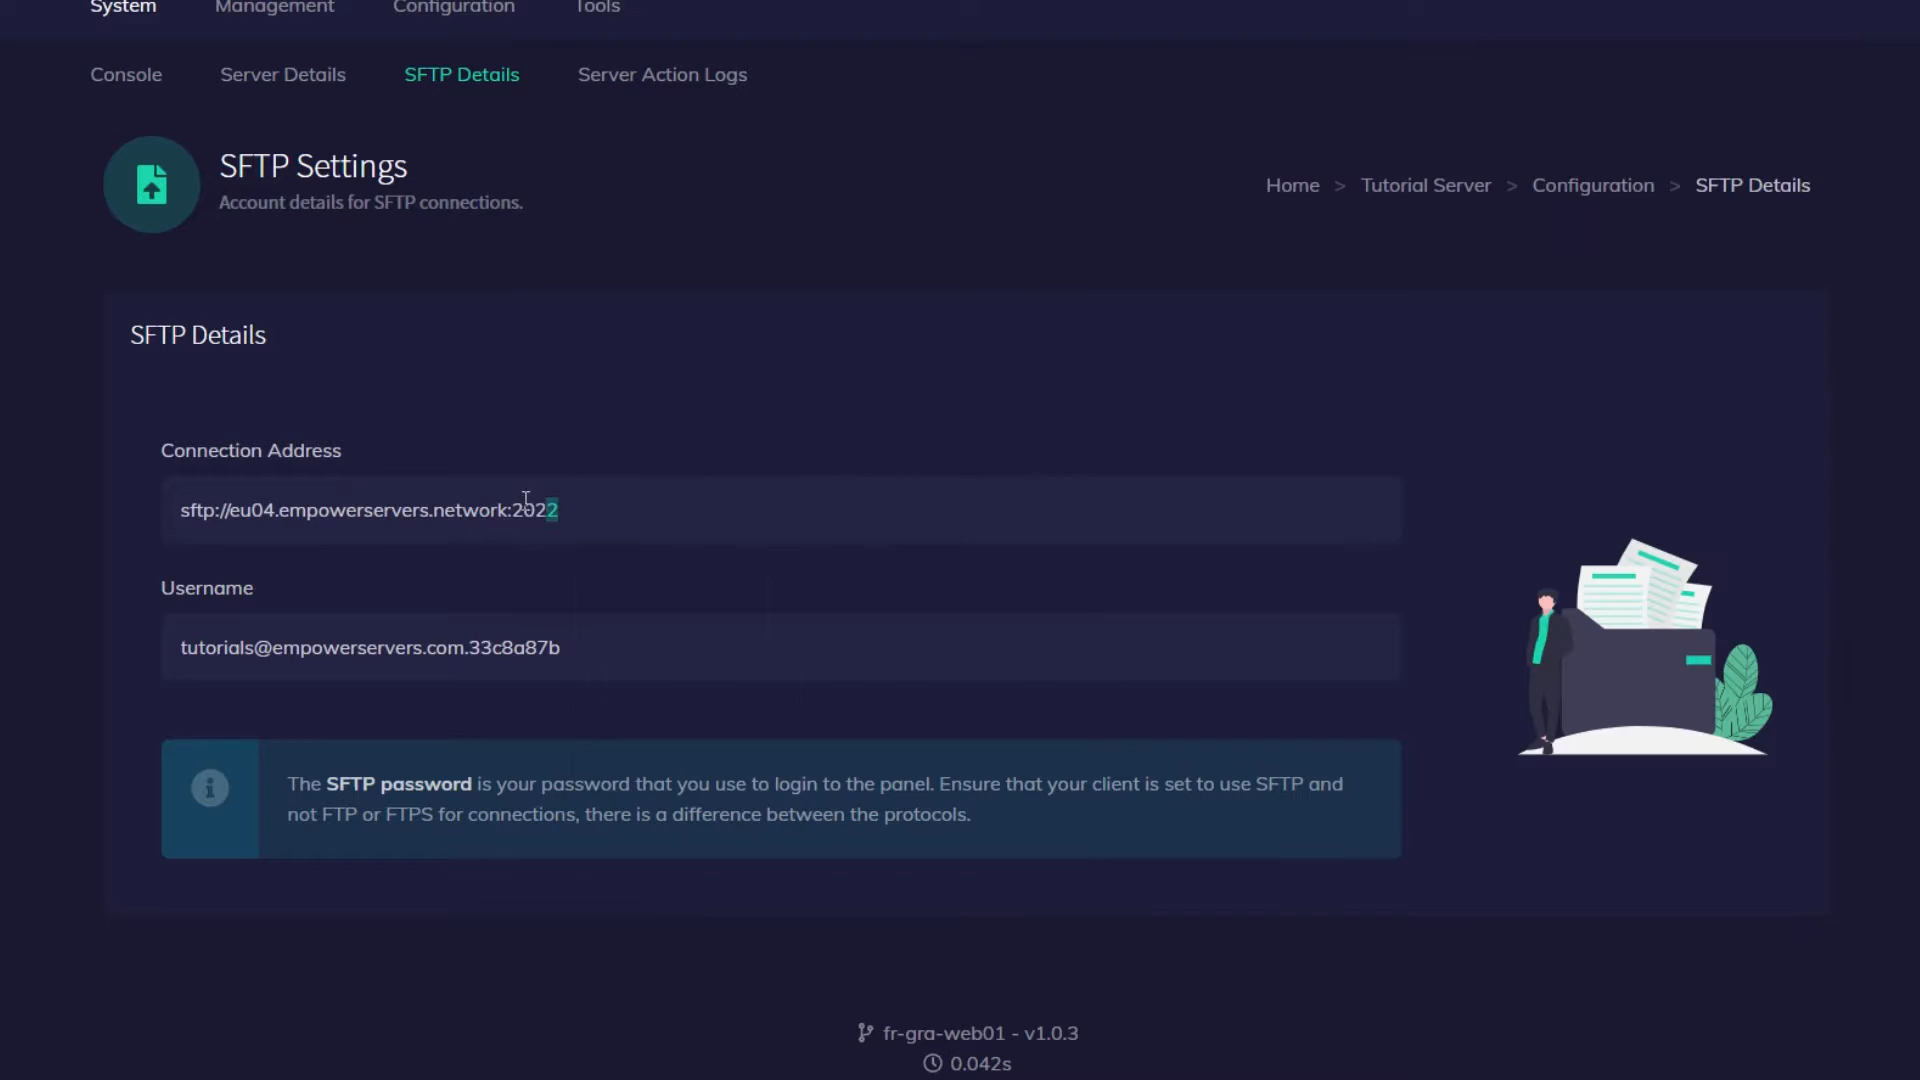 System Management Configuration Tools
Console Server Details SFTP Details Server Action Logs
SFTP Settings
Account details for SFTP connections.
Home > Tutorial Server > Configuration > SFTP Details
SFTP Details
Connection Address
sftp://eu04.empowerservers.network:2022
Username
tutorials@empowerservers.com.33c8a87b
The SFTP password is your password that you use to login to the panel. Ensure that your client is set to use SFTP and
not FTP or FTPS for connections, there is a difference between the protocols.
fr-gra-web01 - v1.0.3
0.042s